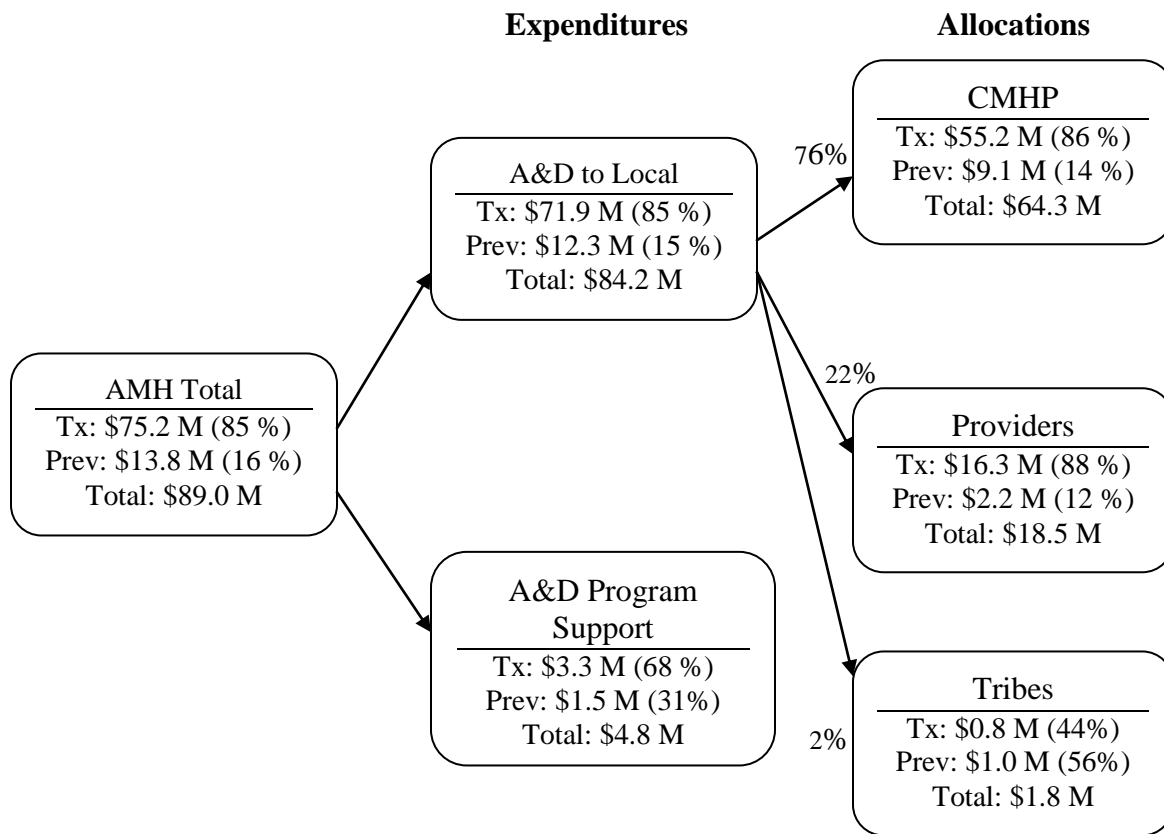 Expenditures
Allocations
AMH Total
Tx: $75.2 M (85 %)
Prev: $13.8 M (16 %)
Total: $89.0 M
A&D to Local
Tx: $71.9 M (85 %)
Prev: $12.3 M (15 %)
Total: $84.2 M
A&D Program
Support
Tx: $3.3 M (68 %)
Prev: $1.5 M (31%)
Total: $4.8 M
76%
22%
2%
CMHP
Tx: $55.2 M (86 %)
Prev: $9.1 M (14 %)
Total: $64.3 M
Providers
Tx: $16.3 M (88 %)
Prev: $2.2 M (12 %)
Total: $18.5 M
Tribes
Tx: $0.8 M (44%)
Prev: $1.0 M (56%)
Total: $1.8 M